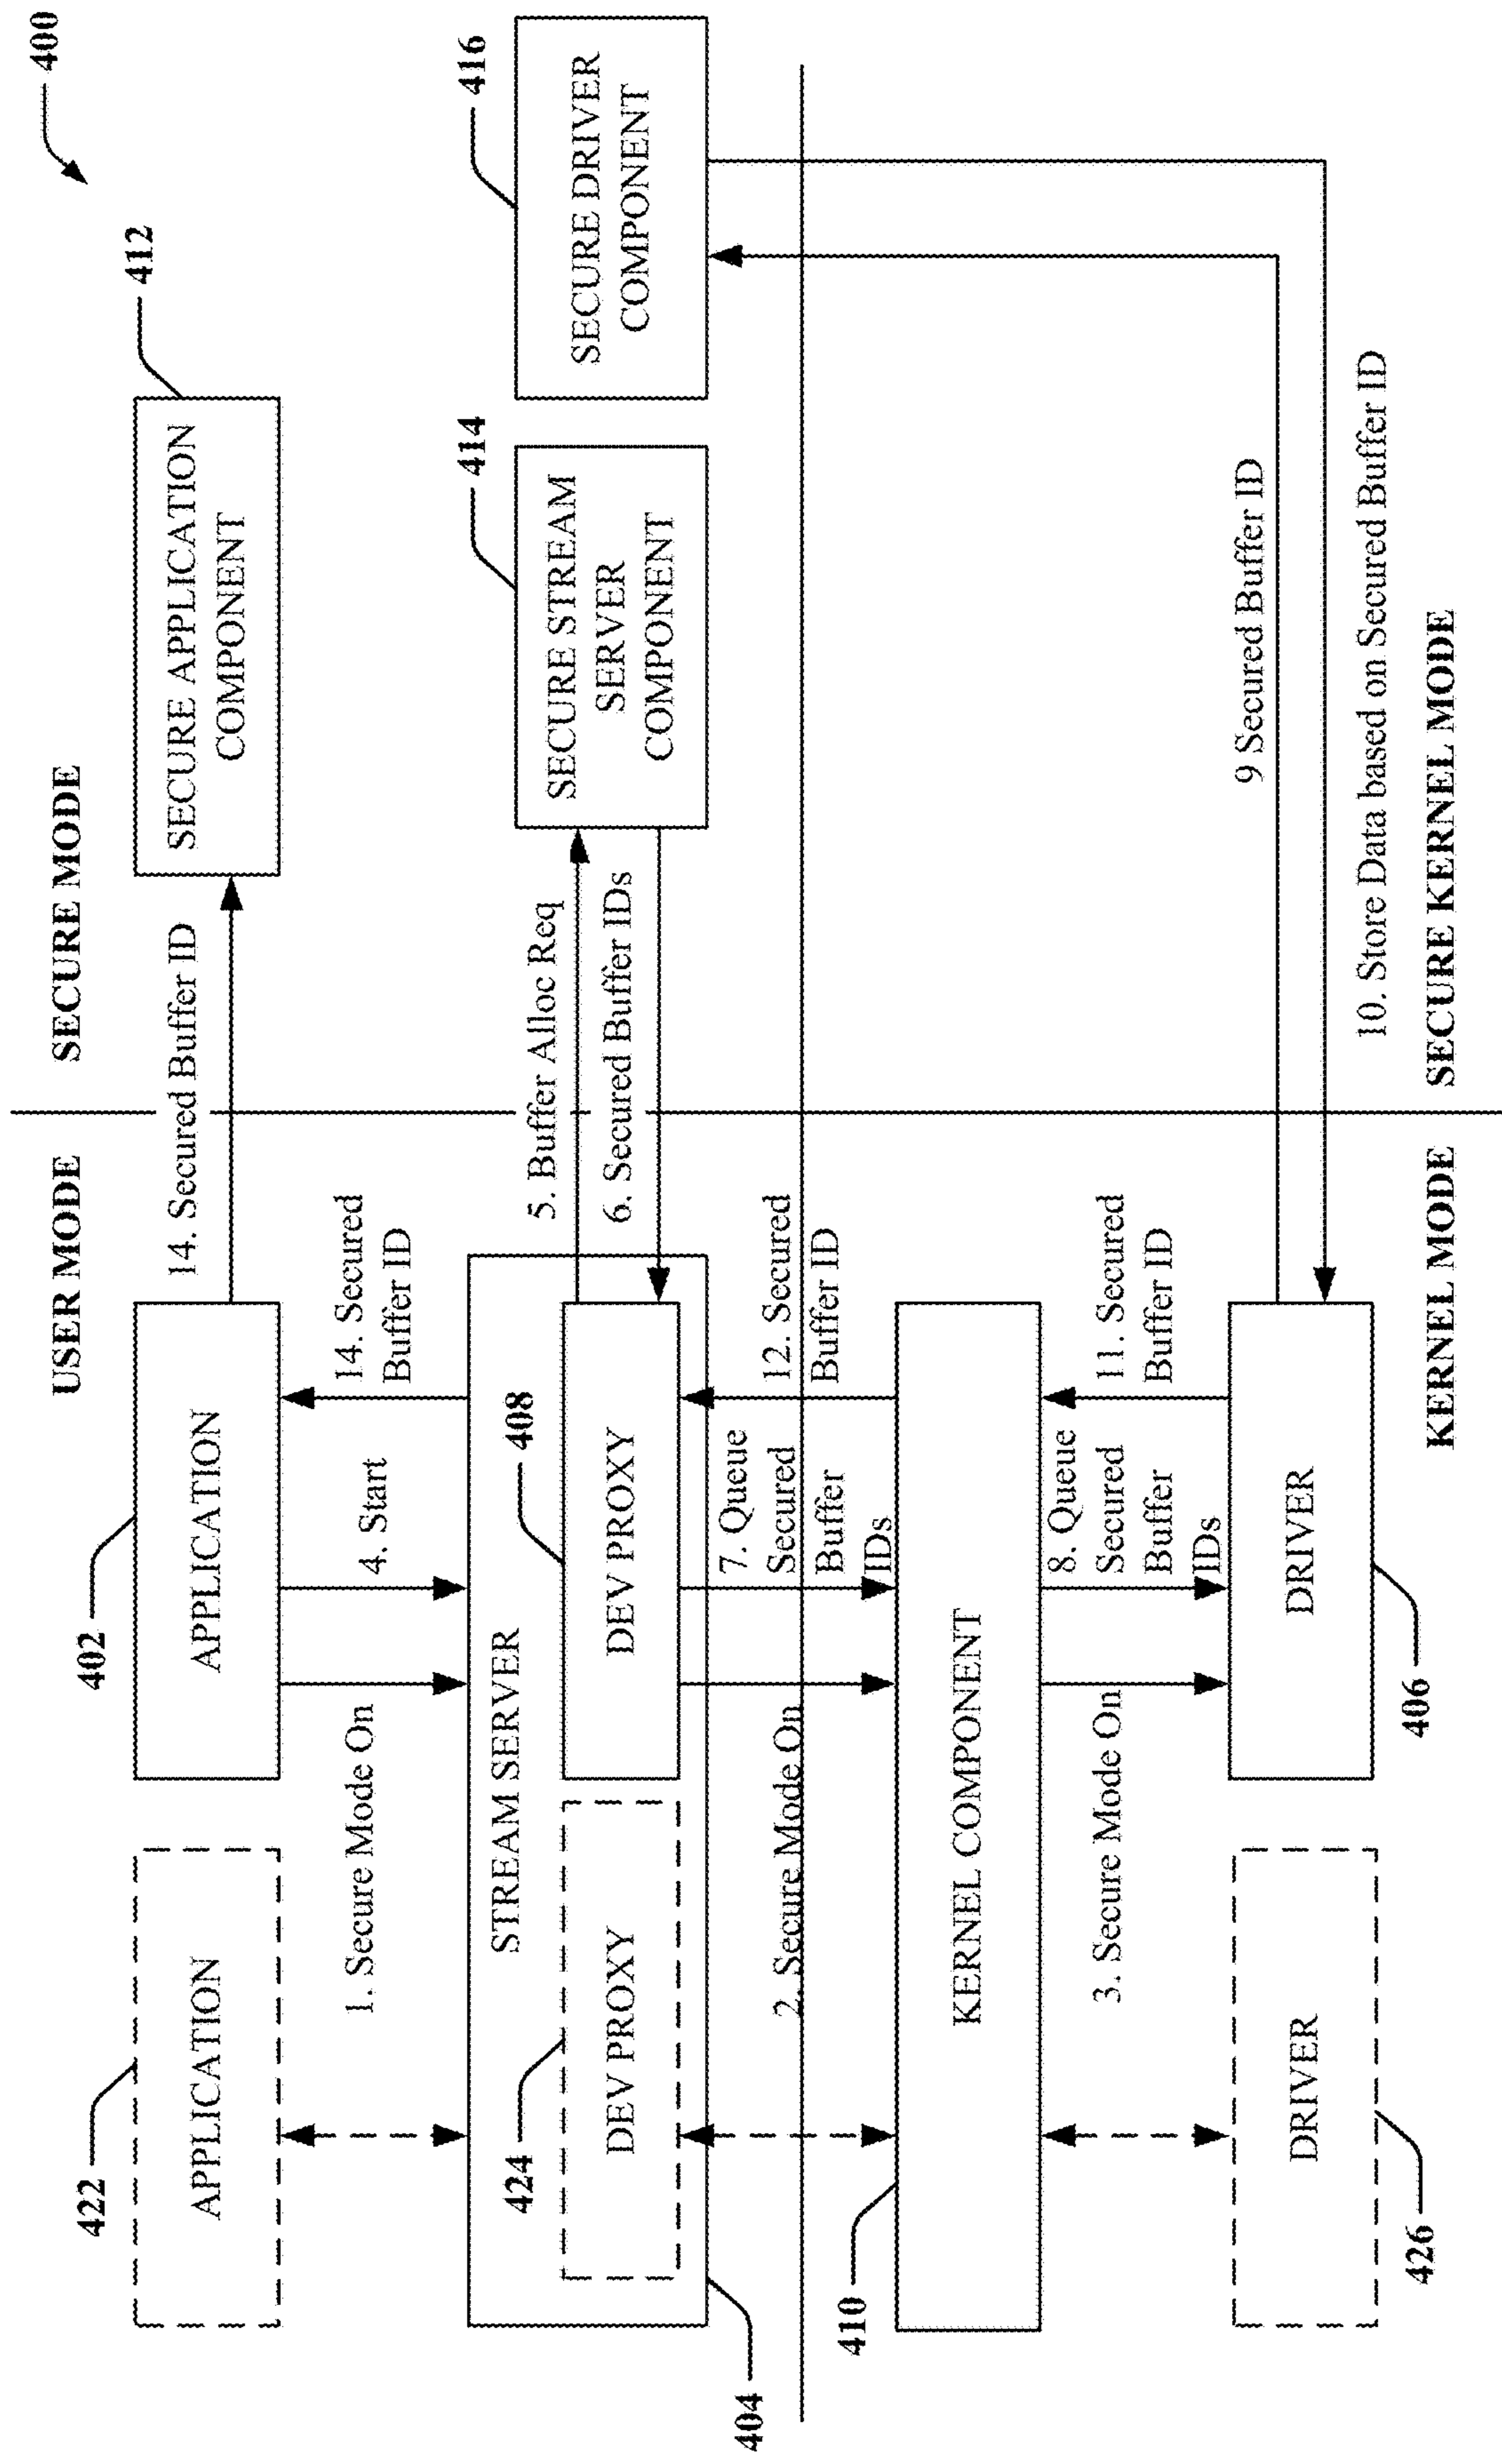 400
USER MODE
SECURE MODE
422
APPLICATION
402
APPLICATION
14. Secured Buffer ID
412
SECURE APPLICATION
COMPONENT
1. Secure Mode On
4. Start
14. Secured
Buffer ID
STREAM SERVER
404
424
DEV PROXY
408
DEV PROXY
5. Buffer Alloc Req
6. Secured Buffer IDs
414
SECURE STREAM
SERVER
COMPONENT
416
SECURE DRIVER
COMPONENT
2. Secure Mode On
7. Queue
Secured
Buffer
IDs
12. Secured
Buffer ID
410
KERNEL COMPONENT
3. Secure Mode On
8. Queue
Secured
Buffer
IDs
11. Secured
Buffer ID
9 Secured Buffer ID
426
DRIVER
406
DRIVER
10. Store Data based on Secured Buffer ID
KERNEL MODE
SECURE KERNEL MODE